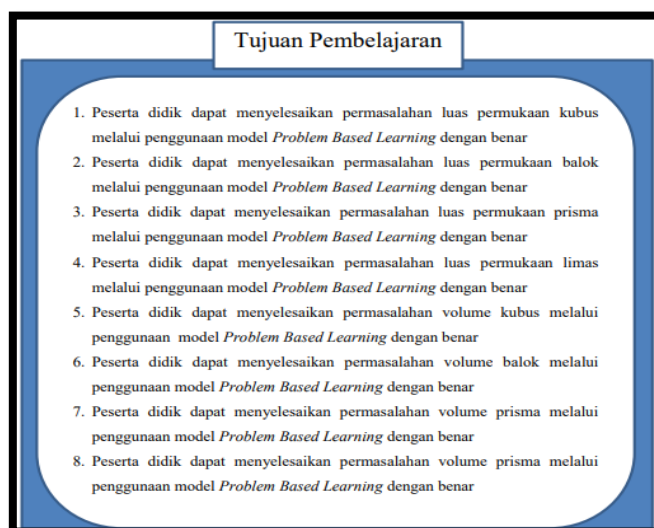 Tujuan Pembelajaran
1. Peserta didik dapat menyelesaikan permasalahan luas permukaan kubus
melalui penggunaan model Problem Based Learning dengan benar
2. Peserta didik dapat menyelesaikan permasalahan luas permukaan balok
melalui penggunaan model Problem Based Learning dengan benar
3. Peserta didik dapat menyelesaikan permasalahan luas permukaan prisma
melalui penggunaan model Problem Based Learning dengan benar
4. Peserta didik dapat menyelesaikan permasalahan luas permukaan limas
melalui penggunaan model Problem Based Learning dengan benar
5. Peserta didik dapat menyelesaikan permasalahan volume kubus melalui
penggunaan model Problem Based Learning dengan benar
6. Peserta didik dapat menyelesaikan permasalahan volume balok melalui
penggunaan model Problem Based Learning dengan benar
7. Peserta didik dapat menyelesaikan permasalahan volume prisma melalui
penggunaan model Problem Based Learning dengan benar
8. Peserta didik dapat menyelesaikan permasalahan volume prisma melalui
penggunaan model Problem Based Learning dengan benar